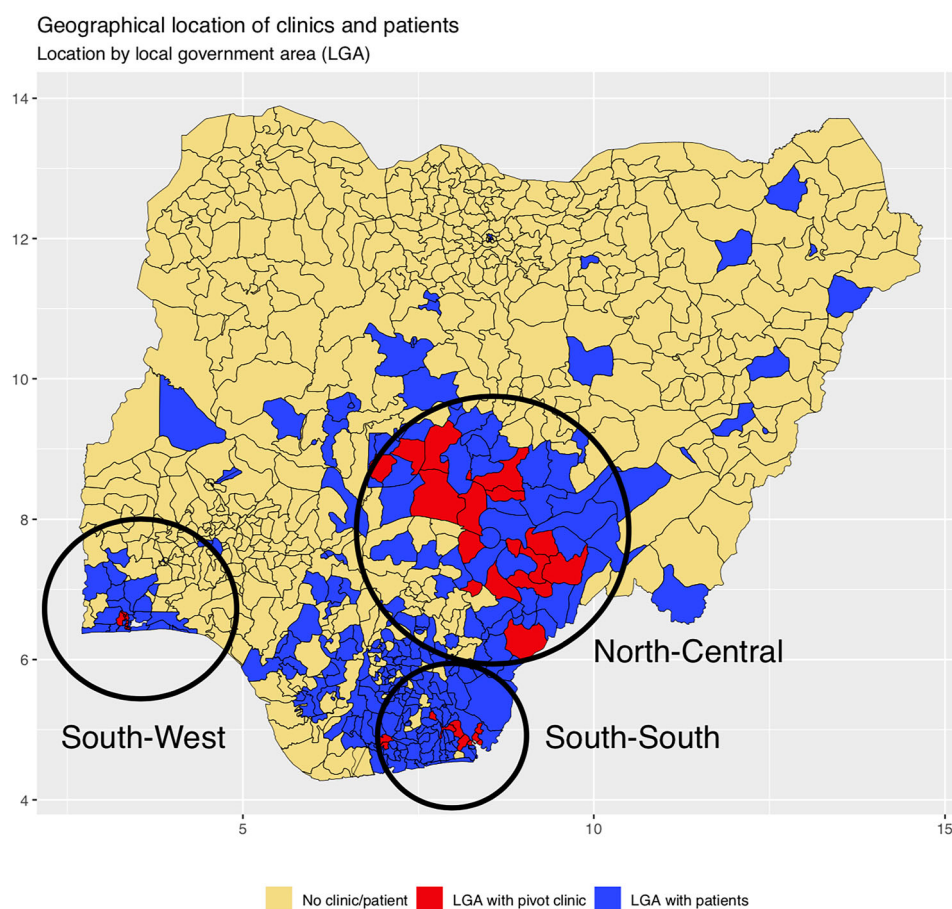 Geographical location of clinics and patients
Location by local government area (LGA)
14
12
10
8
6
4
North-Central
South-West
South-South
5
10
15
No clinic/patient
LGA with pivot clinic
LGA with patients